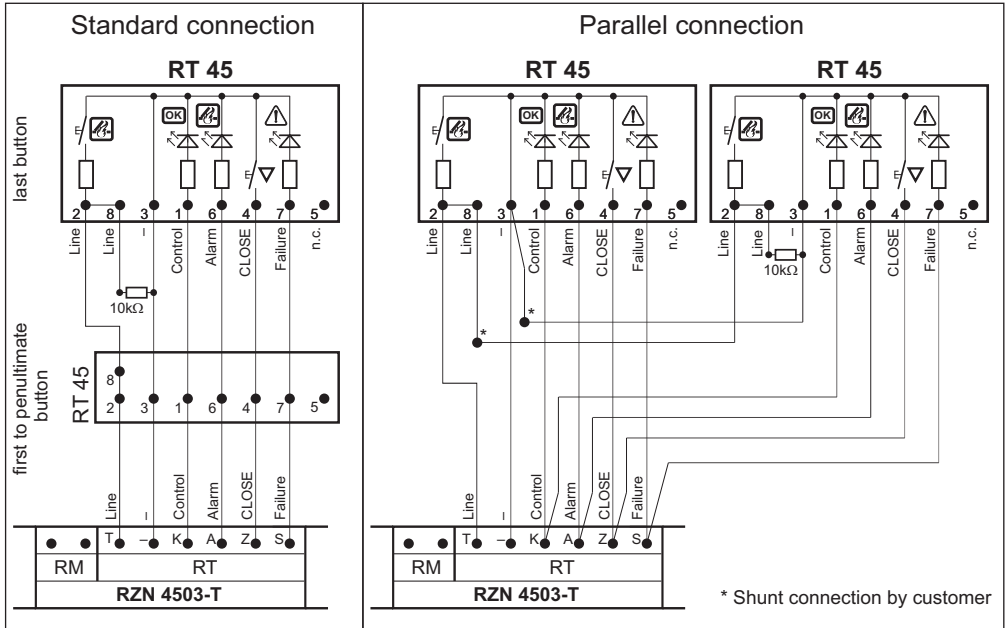 Standard connection
RT 45
OK
last button
2 8 3 1 6 4 7 5
Line
Line
–
Control
Alarm
CLOSE
Failure
n.c.
10kΩ
first to penultimate
button
RT 45
8
2 3 1 6 4 7 5
Line
–
Control
Alarm
CLOSE
Failure
T – K A Z S
RM RT
RZN 4503-T
Parallel connection
RT 45 RT 45
OK
OK
2 8 3 1 6 4 7 5
Line
Line
–
Control
Alarm
CLOSE
Failure
n.c.
2 8 3 1 6 4 7 5
Line
Line
–
Control
Alarm
CLOSE
Failure
n.c.
10kΩ
*
*
Line
–
Control
Alarm
CLOSE
Failure
T – K A Z S
RM RT
RZN 4503-T
* Shunt connection by customer